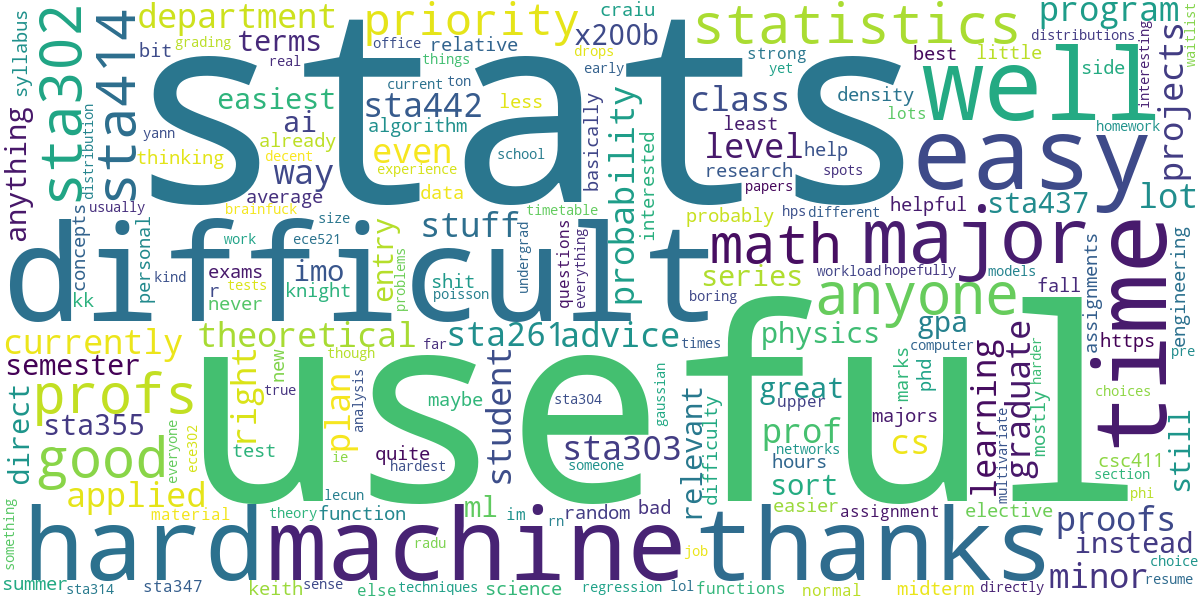 stats
useful
difficult
easy
well
time
major
hard
machine
thanks
math
statistics
priority
department
sta302
sta414
program
projects
syllabus
bit
grading
terms
real
office
relative
things
craiu
x200b
strong
yet
best
little
distributions
side
interesting
waitlist
easiest
ai
already
yann
thinking
decent
way
average
brainfuck
current
ton
early
drops
sta442
less
algorithm
even
experience
data
school
basically
timetable
class
density
lots
least
level
help
research
papers
spots
homework
anything
distribution
usually
concepts
personal
size
work
ece521
kind
exams
r
tests
imo
never
knight
kk
stuff
entry
problems
shit
poisson
undergrad
questions
everything
probability
interested
probably
hps
different
helpful
sta437
lot
series
boring
workload
hopefully
models
fall
assignments
engineering
anyone
currently
semester
theoretical
far
sta261
advice
times
physics
gpa
computer
https
pre
profs
direct
sta355
good
everyone
ece302
right
new
true
though
test
plan
ie
analysis
maybe
quite
hardest
student
sta304
someone
sta303
gaussian
relevant
difficulty
great
prof
networks
hours
upper
marks
phd
majors
cs
learning
multivariate
graduate
mostly
harder
choices
csc411
section
phi
still
applied
material
lecun
theory
function
ml
im
rn
random
bad
sort
easier
assignment
elective
proofs
instead
minor
choice
resume
something
summer
sta314
sta347
keith
sense
radu
else
techniques
science
regression
lol
job
functions
normal
midterm
directly